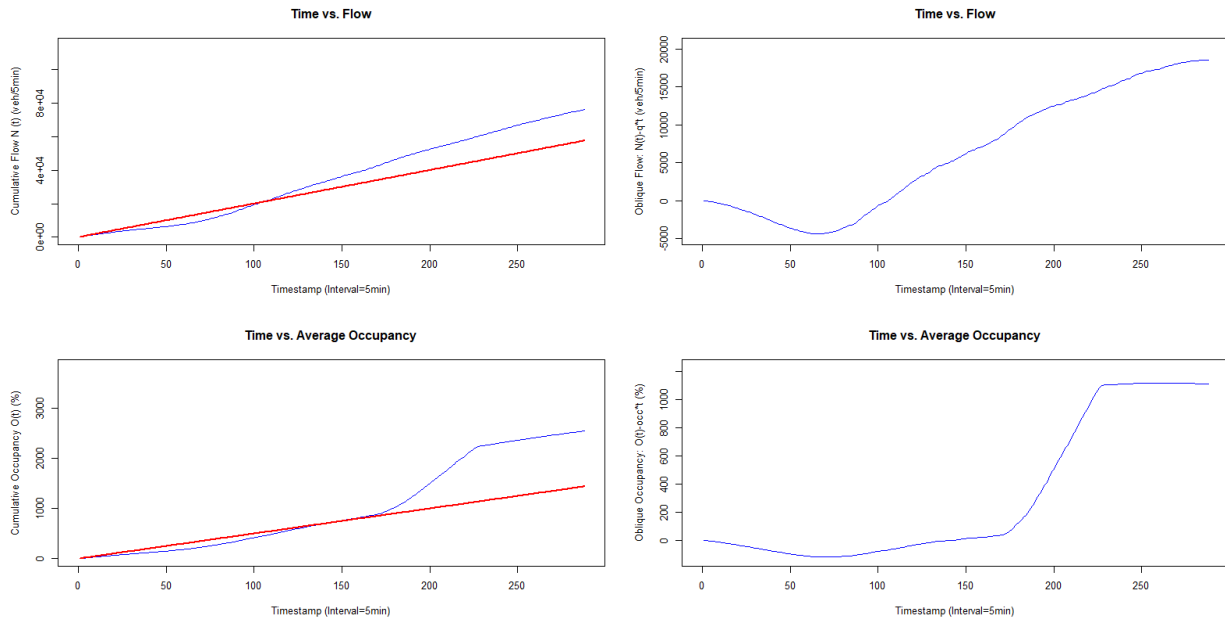 Time vs. Flow
Cumulative Flow N (t) (veh/5min)
0e+00 4e+04 8e+04
0 50 100 150 200 250
Timestamp (Interval=5min)
Time vs. Flow
Oblique Flow: N(t)-q*t (veh/5min)
-5000 0 5000 10000 15000 20000
0 50 100 150 200 250
Timestamp (Interval=5min)
Time vs. Average Occupancy
Cumulative Occupancy O(t) (%)
0 1000 2000 3000
0 50 100 150 200 250
Timestamp (Interval=5min)
Time vs. Average Occupancy
Oblique Occupancy: O(t)-occ*t (%)
0 200 400 600 800 1000
0 50 100 150 200 250
Timestamp (Interval=5min)